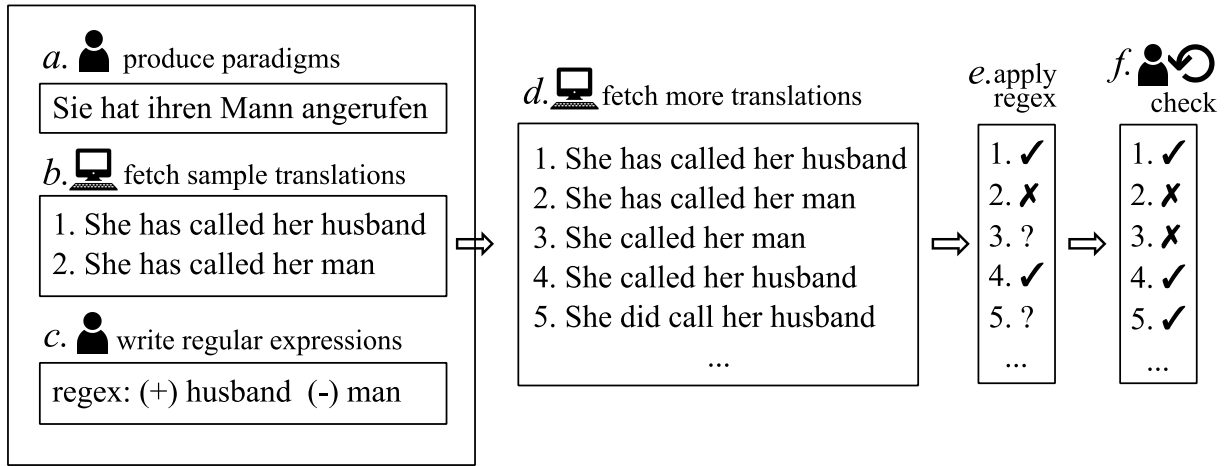 a. produce paradigms
Sie hat ihren Mann angerufen
b. fetch sample translations
1. She has called her husband
2. She has called her man
c. write regular expressions
regex: (+) husband (-) man
d. fetch more translations
1. She has called her husband
2. She has called her man
3. She called her man
4. She called her husband
5. She did call her husband
...
e. apply
regex
1. ✓
2. ✗
3. ?
4. ✓
5. ?
...
f.
check
1. ✓
2. ✗
3. ✗
4. ✓
5. ✓
...